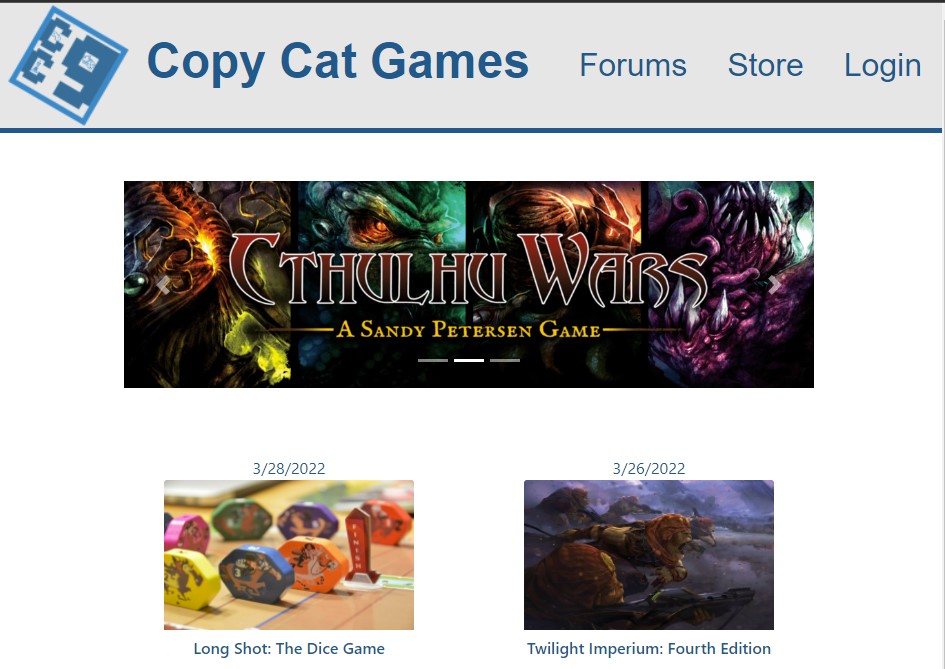 Copy Cat Games
Forums
Store
Login
CTHULHU WARS
A SANDY PETERSEN GAME
3/28/2022
3/26/2022
FINISH
3
Long Shot: The Dice Game
Twilight Imperium: Fourth Edition